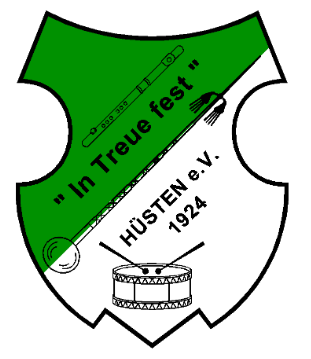 " In Treue fest "
HÜSTEN e.V.
1924